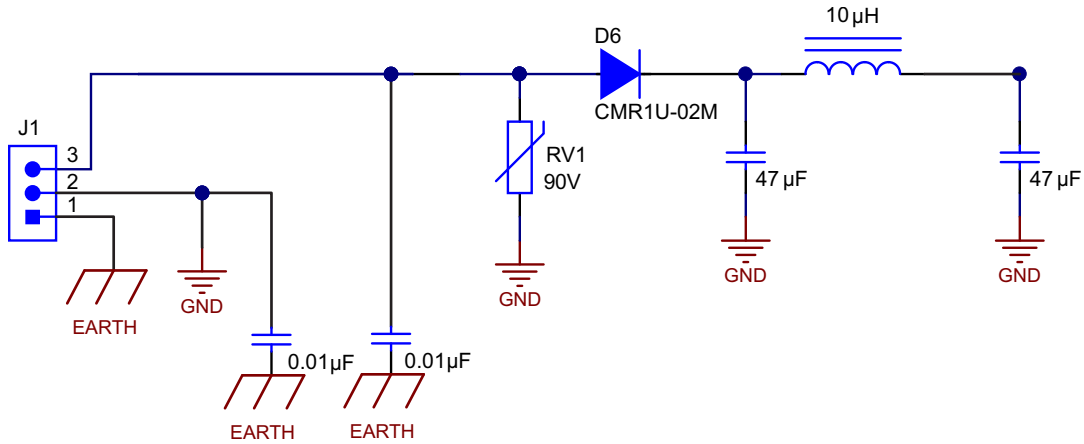 10 µH
D6
CMR1U-02M
J1
3
2
1
RV1
90V
47 µF
47 µF
GND
GND
GND
GND
EARTH
0.01µF
0.01µF
EARTH
EARTH